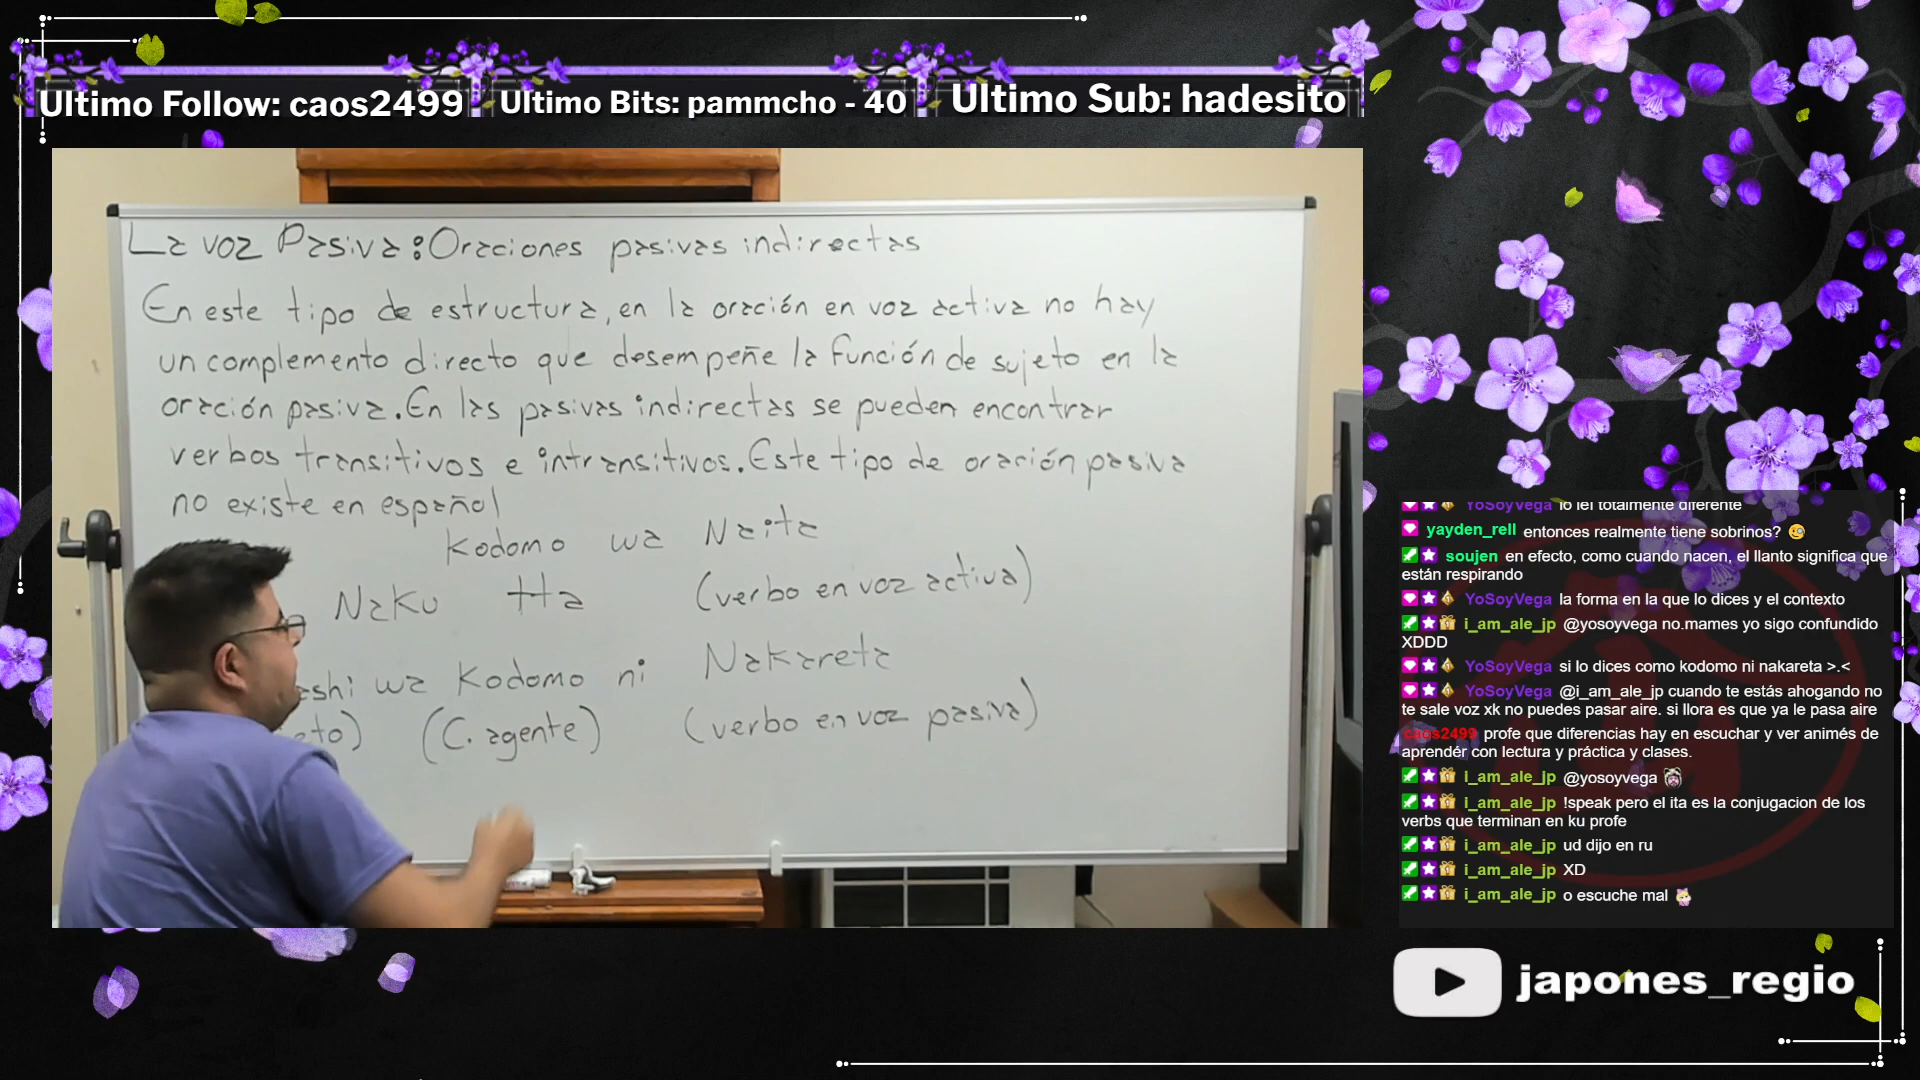 Ultimo Follow: caos2499
Ultimo Bits: pammcho - 40
Ultimo Sub: hadesito
La voz Pasiva: Oraciones pasivas indirectas
En este tipo de estructura, en la oración en voz activa no hay
un complemento directo que desempeñe la función de sujeto en la
oración pasiva. En las pasivas indirectas se pueden encontrar
verbos transitivos e intransitivos. Este tipo de oración pasiva
no existe en español
Kodomo wa Naita
Naku Ha (verbo en voz activa)
ashi wa Kodomo ni Nakareta
eto) (C. agente) (verbo en voz pasiva)
YoSoyVega lo leí totalmente diferente
yayden_rell entonces realmente tiene sobrinos?
soujen en efecto, como cuando nacen, el llanto significa que
están respirando
YoSoyVega la forma en la que lo dices y el contexto
i_am_ale_jp @yosoyvega no.mames yo sigo confundido
XDDD
YoSoyVega si lo dices como kodomo ni nakareta >.<
YoSoyVega @i_am_ale_jp cuando te estás ahogando no
te sale voz xk no puedes pasar aire. si llora es que ya le pasa aire
caos2499 profe que diferencias hay en escuchar y ver animés de
aprendér con lectura y práctica y clases.
i_am_ale_jp @yosoyvega
i_am_ale_jp !speak pero el ita es la conjugacion de los
verbs que terminan en ku profe
i_am_ale_jp ud dijo en ru
i_am_ale_jp XD
i_am_ale_jp o escuche mal
japones_regio